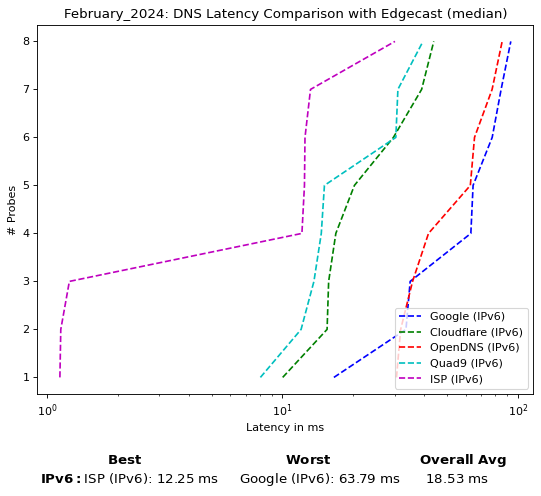 February_2024: DNS Latency Comparison with Edgecast (median)
8
7
6
5
4
3
2
1
# Probes
Google (IPv6)
Cloudflare (IPv6)
OpenDNS (IPv6)
Quad9 (IPv6)
ISP (IPv6)
10⁰ 10¹ 10²
Latency in ms
Best Worst Overall Avg
IPv6: ISP (IPv6): 12.25 ms Google (IPv6): 63.79 ms 18.53 ms